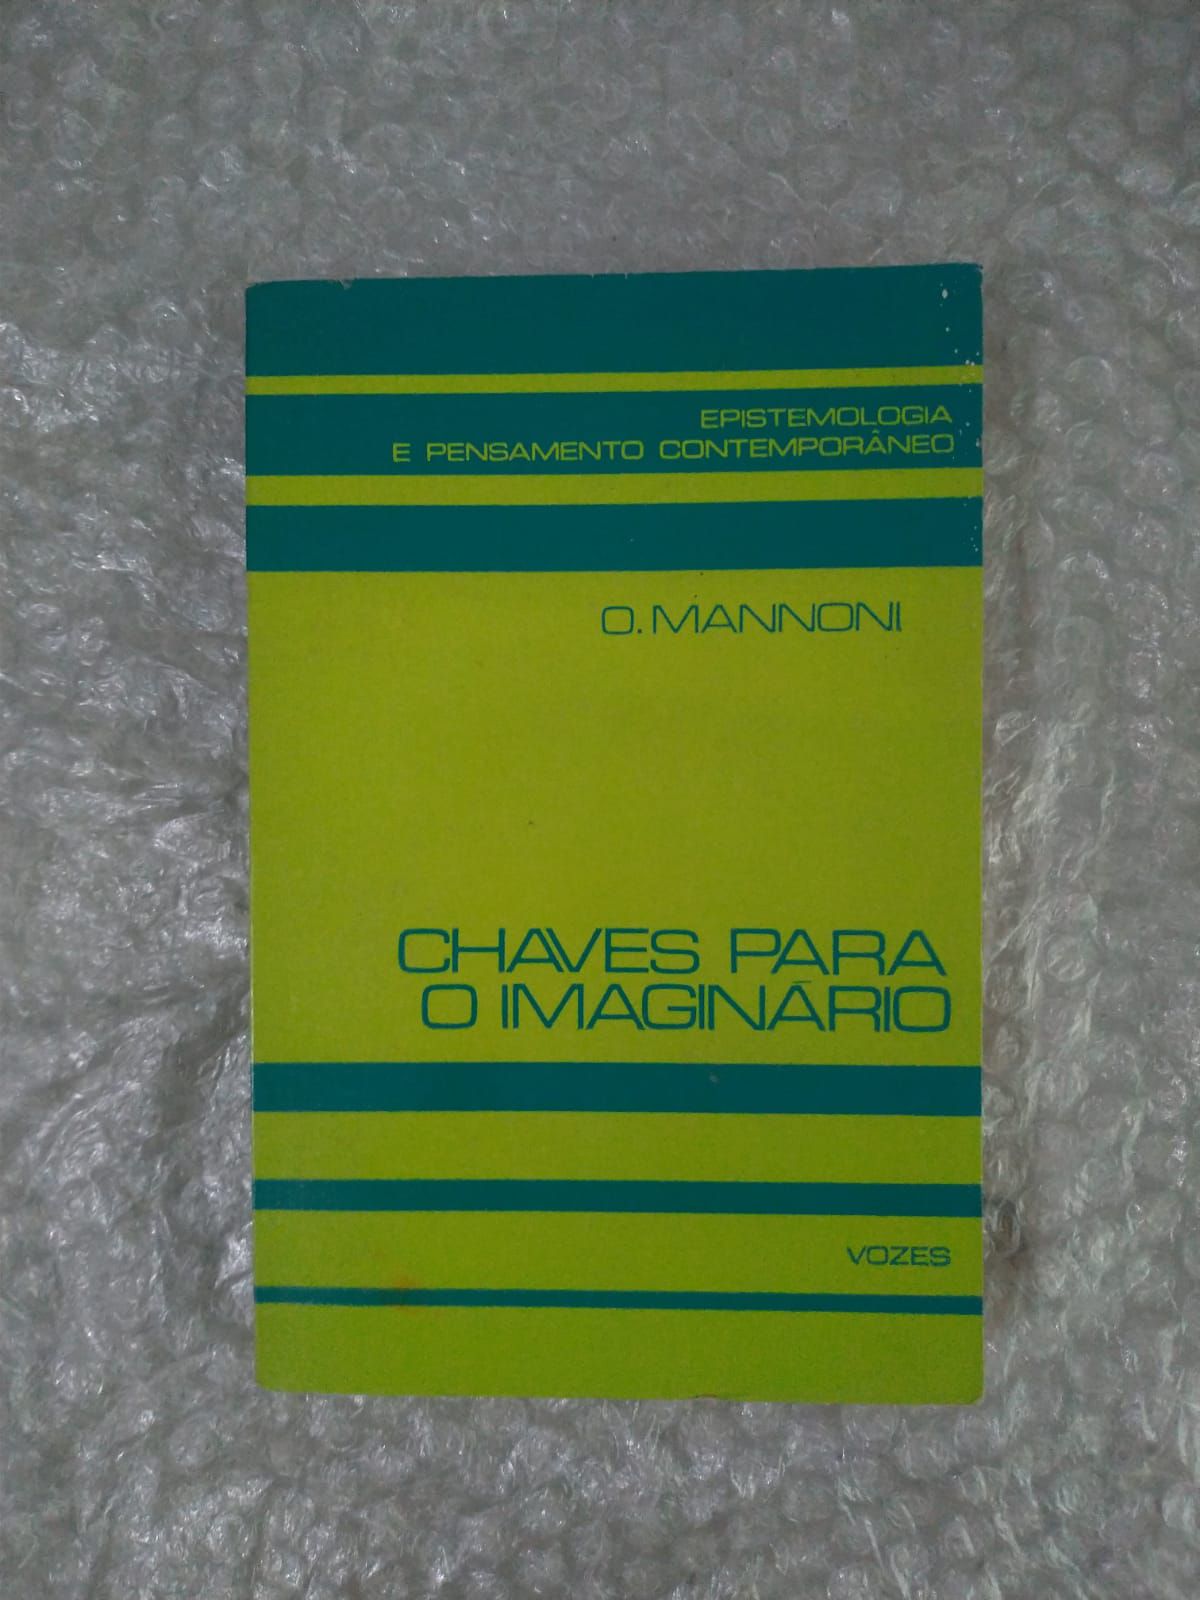 EPISTEMOLOGIA
E PENSAMENTO CONTEMPORÂNEO
O. MANNONI
CHAVES PARA
O IMAGINÁRIO
VOZES